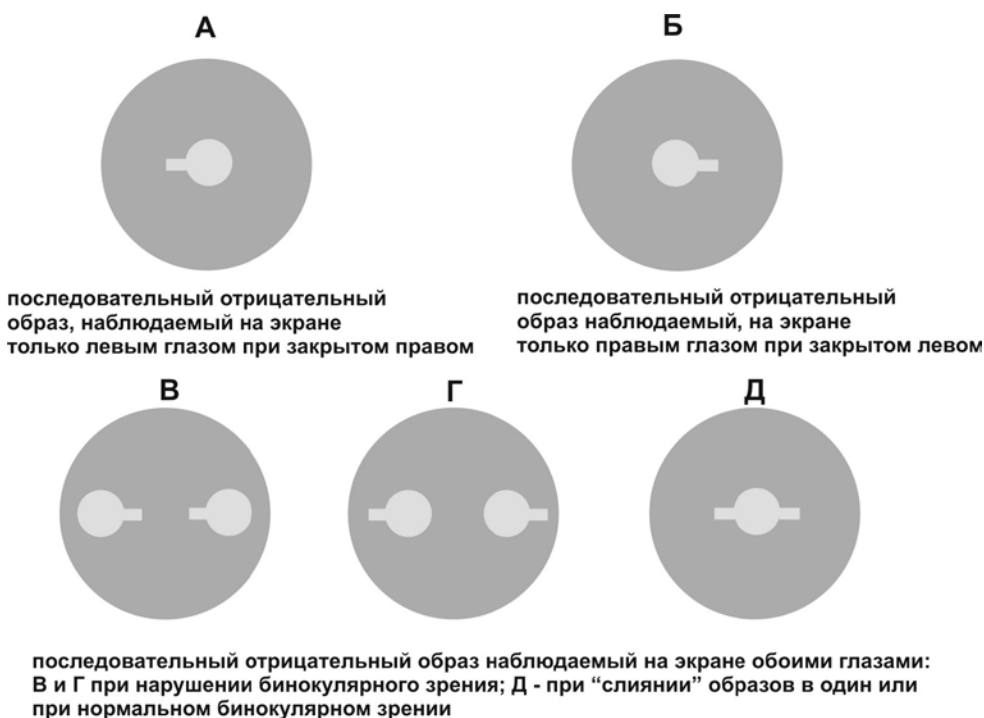 А
Б
последовательный отрицательный
образ, наблюдаемый на экране
только левым глазом при закрытом правом
последовательный отрицательный
образ наблюдаемый, на экране
только правым глазом при закрытом левом
В
Г
Д
последовательный отрицательный образ наблюдаемый на экране обоими глазами:
В и Г при нарушении бинокулярного зрения; Д - при “слиянии” образов в один или
при нормальном бинокулярном зрении